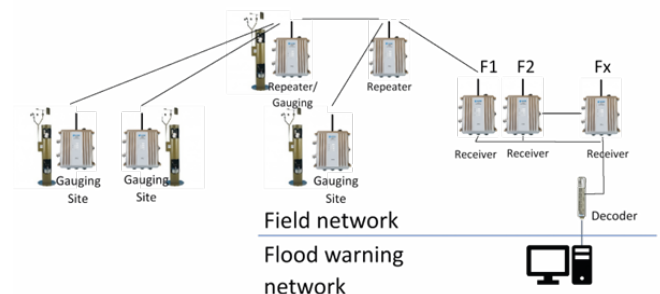 F1 F2 Fx
Repeater/
Gauging
Repeater
Receiver Receiver Receiver
Gauging
Site
Gauging
Site
Gauging
Site
Decoder
Field network
Flood warning
network